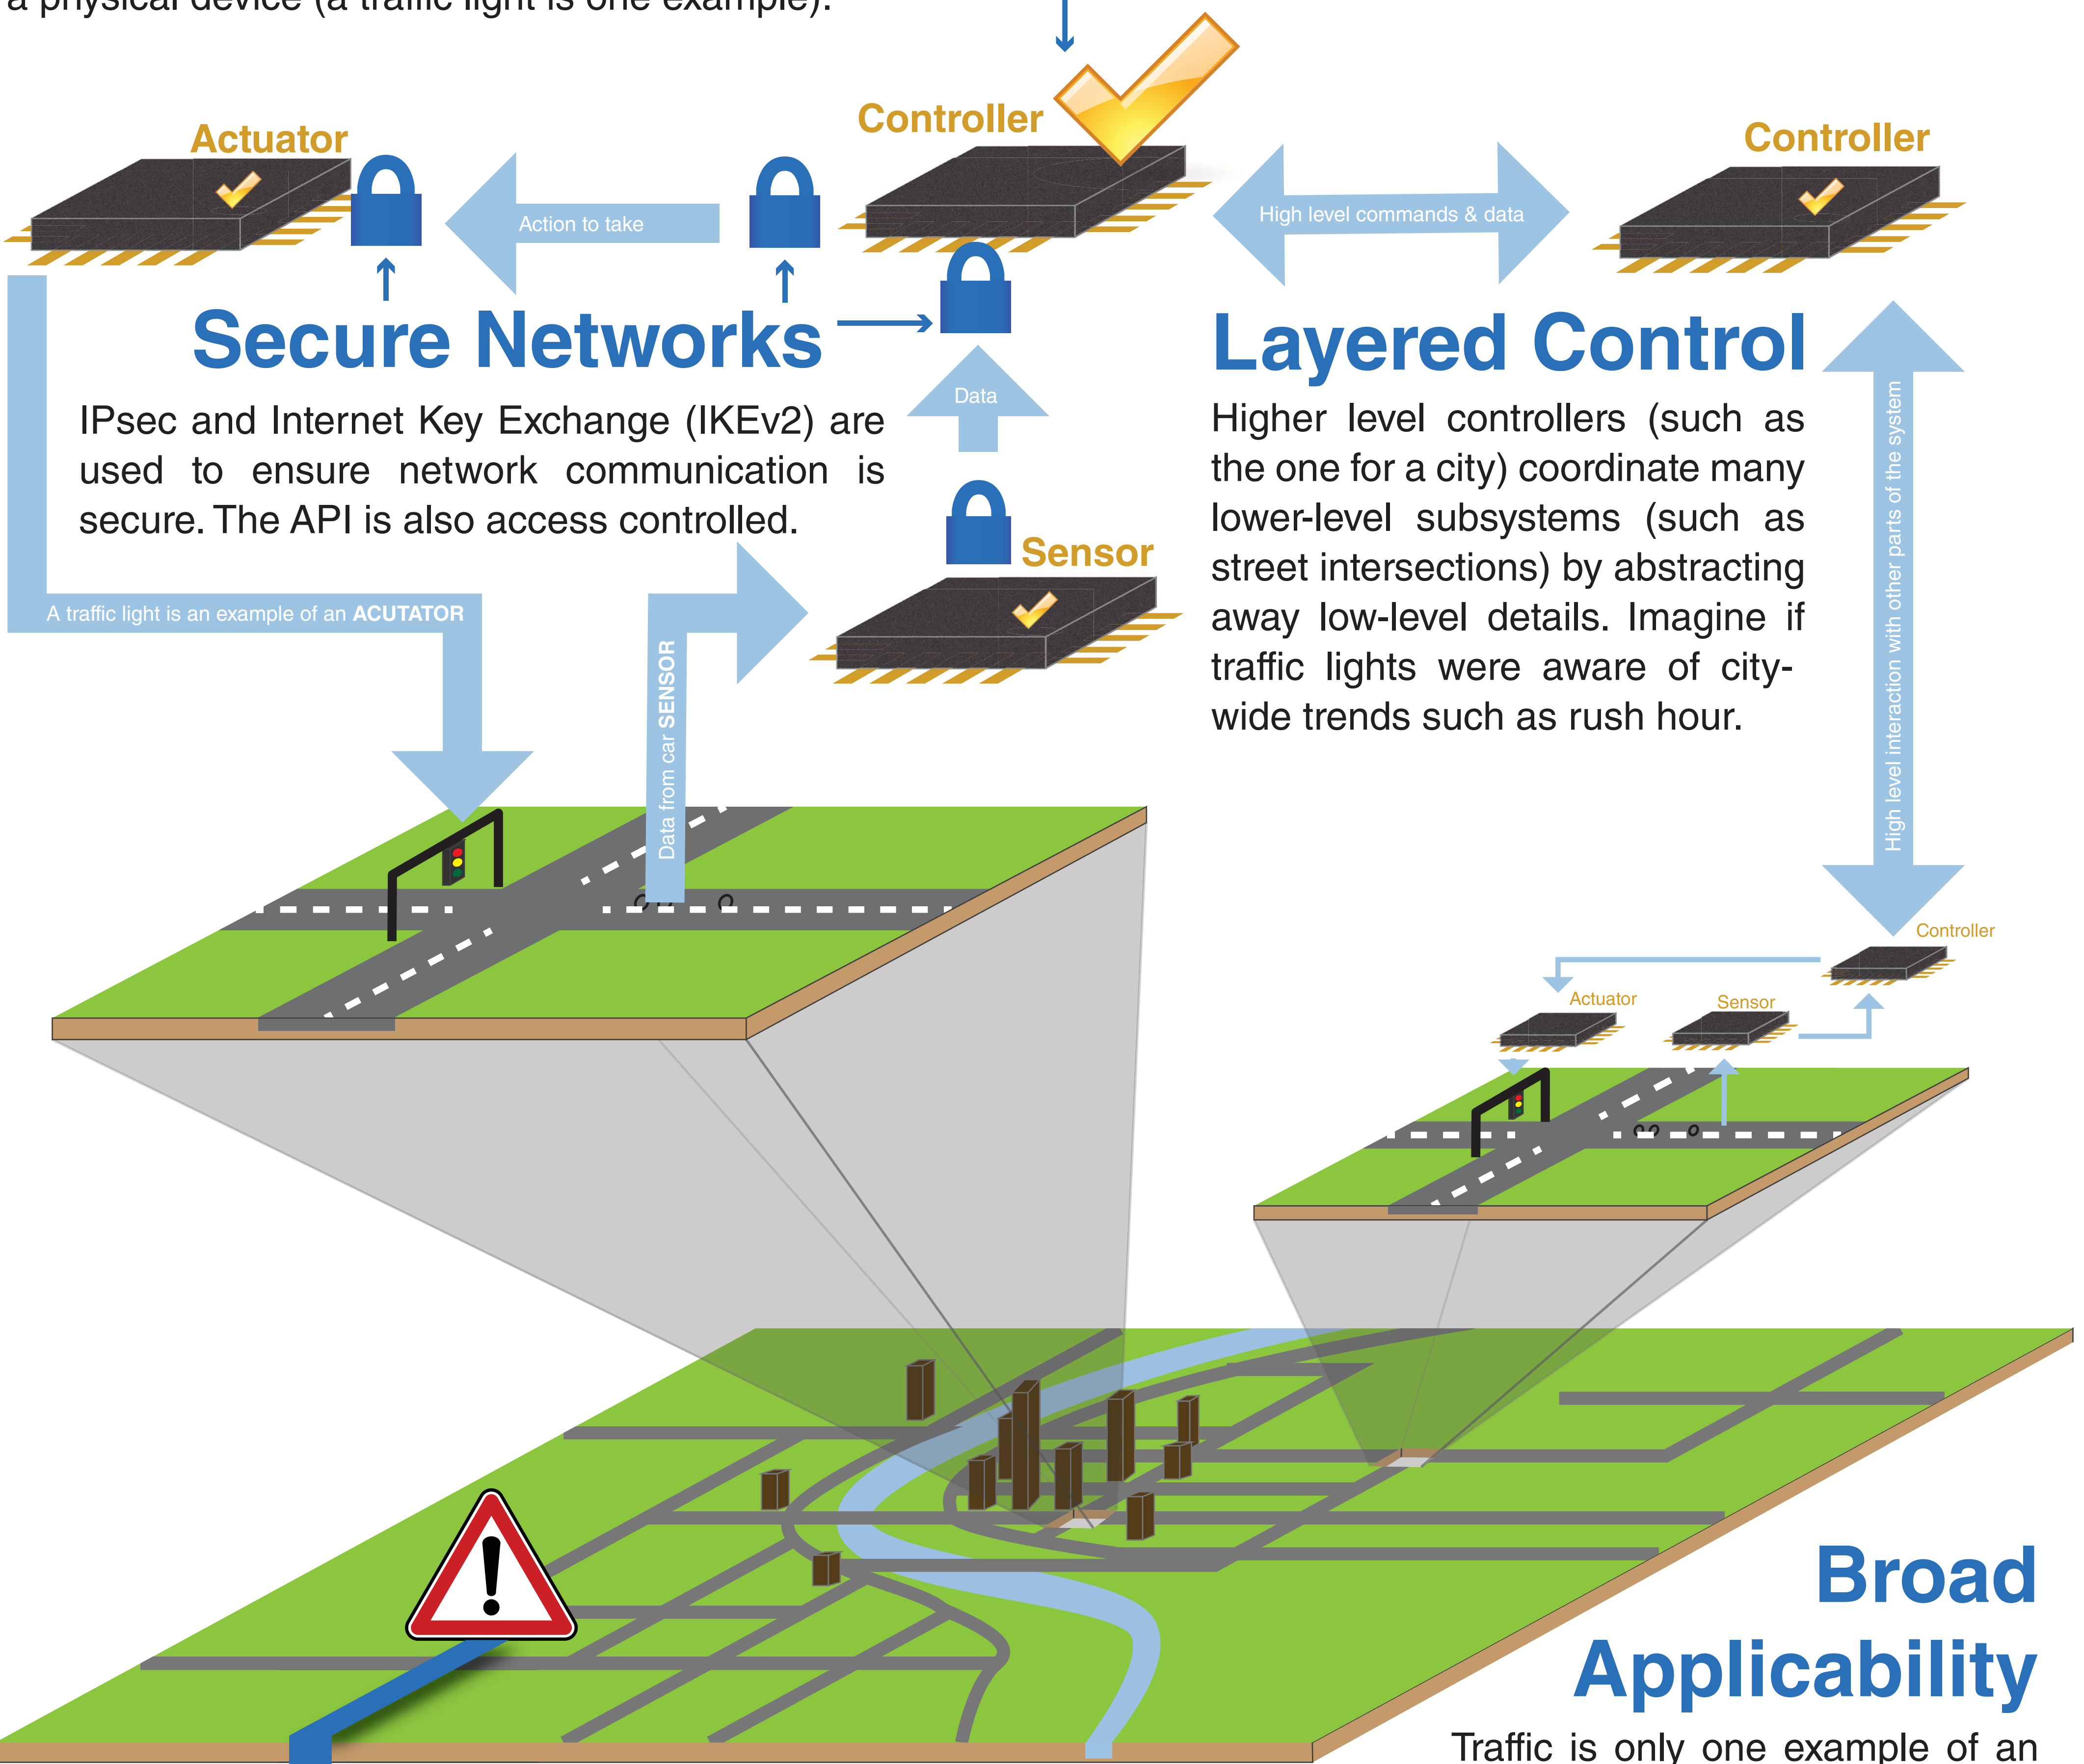 a physical device (a traffic light is one example).
Controller
Actuator
Controller
Action to take
High level commands & data
Secure Networks
IPsec and Internet Key Exchange (IKEv2) are
used to ensure network communication is
secure. The API is also access controlled.
Data
Layered Control
Higher level controllers (such as
the one for a city) coordinate many
lower-level subsystems (such as
street intersections) by abstracting
away low-level details. Imagine if
traffic lights were aware of city-
wide trends such as rush hour.
High level interaction with other parts of the system
Sensor
A traffic light is an example of an ACUTATOR
Data from car SENSOR
Controller
Actuator
Sensor
Broad
Applicability
Traffic is only one example of an